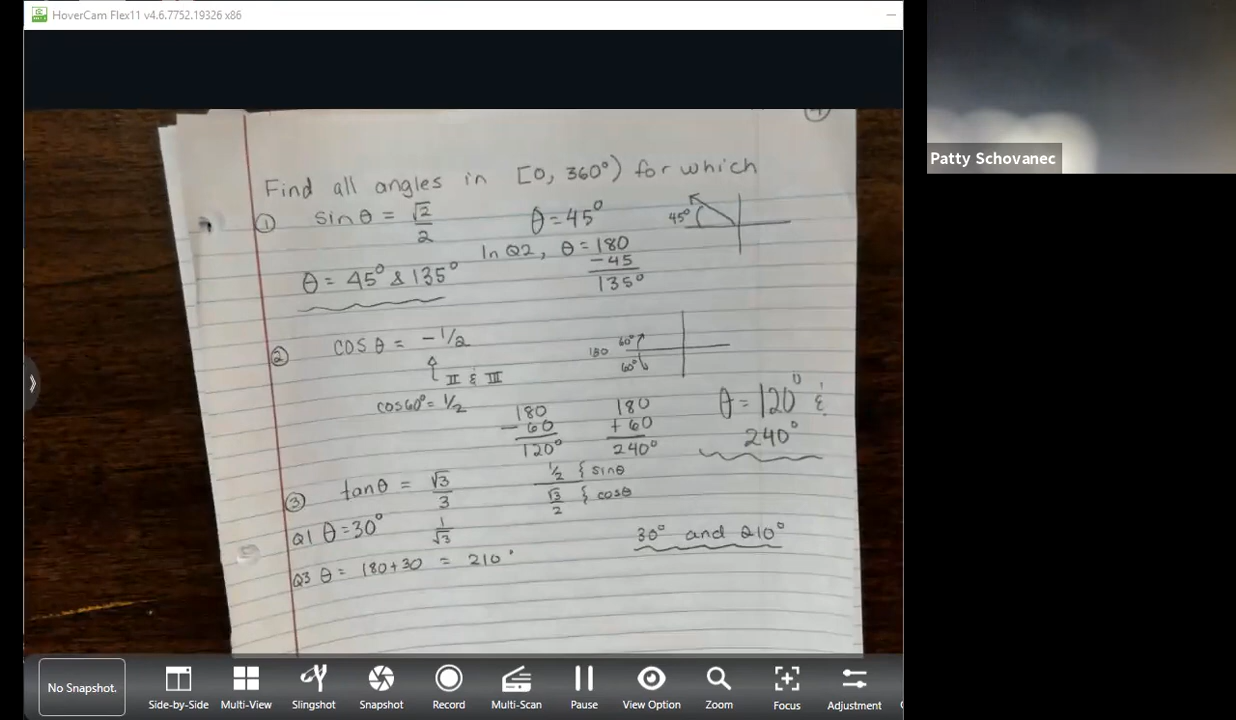 HoverCam Flex11 v4.6.7752.19326 x86
Patty Schovanec
4
Find all angles in [0, 360°) for which
① sin θ = √2/2
θ = 45°
45°
In Q2, θ = 180
- 45
135°
θ = 45° & 135°
② cos θ = -1/2
II & III
180 60° 60°
cos60° = 1/2
180
- 60
120°
180
+ 60
240°
θ = 120° &
240°
③ tan θ = √3/3
1/2 { sinθ
√3/2 { cosθ
Q1 θ = 30°
1/√3
30° and 210°
Q3 θ = 180+30 = 210°
No Snapshot.
Side-by-Side Multi-View Slingshot Snapshot Record Multi-Scan Pause View Option Zoom Focus Adjustment